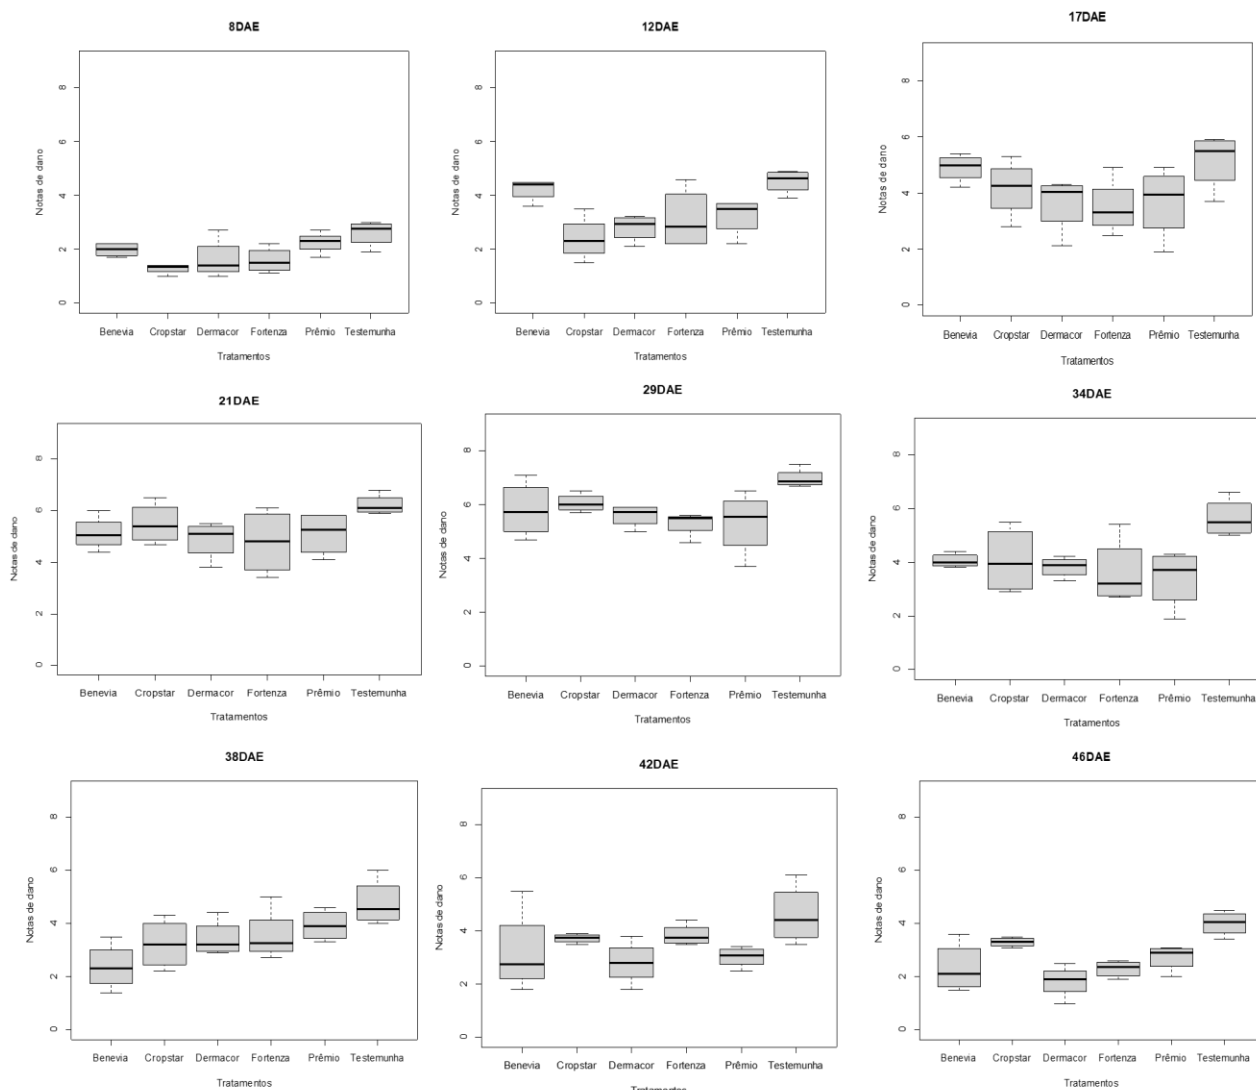 8DAE
Notas de dano
8
6
4
2
0
Benevia Cropstar Dermacor Fortenza Prêmio Testemunha
Tratamentos
12DAE
Notas de dano
8
6
4
2
0
Benevia Cropstar Dermacor Fortenza Prêmio Testemunha
Tratamentos
17DAE
Notas de dano
8
6
4
2
0
Benevia Cropstar Dermacor Fortenza Prêmio Testemunha
Tratamentos
21DAE
Notas de dano
8
6
4
2
0
Benevia Cropstar Dermacor Fortenza Prêmio Testemunha
Tratamentos
29DAE
Notas de dano
8
6
4
2
0
Benevia Cropstar Dermacor Fortenza Prêmio Testemunha
Tratamentos
34DAE
Notas de dano
8
6
4
2
0
Benevia Cropstar Dermacor Fortenza Prêmio Testemunha
Tratamentos
38DAE
Notas de dano
8
6
4
2
0
Benevia Cropstar Dermacor Fortenza Prêmio Testemunha
Tratamentos
42DAE
Notas de dano
8
6
4
2
0
Benevia Cropstar Dermacor Fortenza Prêmio Testemunha
Tratamentos
46DAE
Notas de dano
8
6
4
2
0
Benevia Cropstar Dermacor Fortenza Prêmio Testemunha
Tratamentos